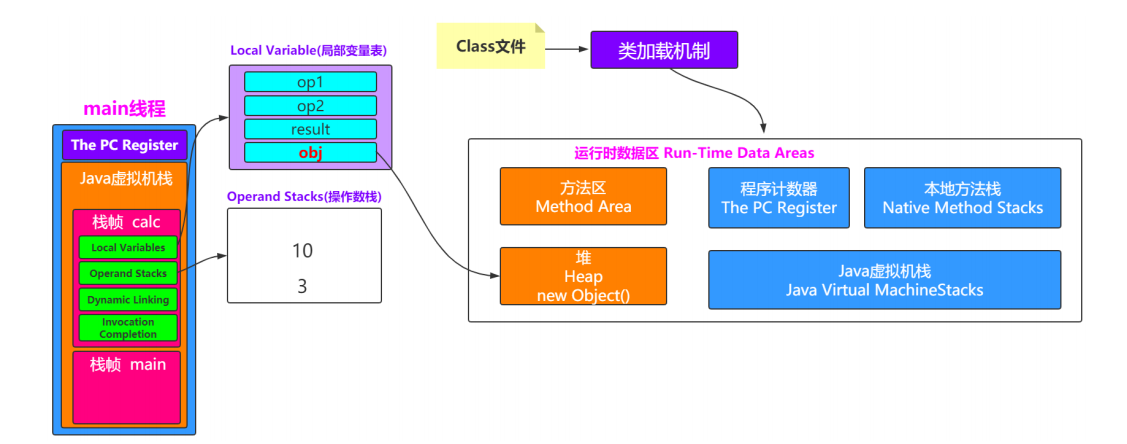 Class文件
类加载机制
Local Variable(局部变量表)
op1
op2
result
obj
main线程
The PC Register
Java虚拟机栈
栈帧 calc
Local Variables
Operand Stacks
Dynamic Linking
Invocation
Completion
栈帧 main
Operand Stacks(操作数栈)
10
3
运行时数据区 Run-Time Data Areas
方法区
Method Area
程序计数器
The PC Register
本地方法栈
Native Method Stacks
堆
Heap
new Object()
Java虚拟机栈
Java Virtual MachineStacks